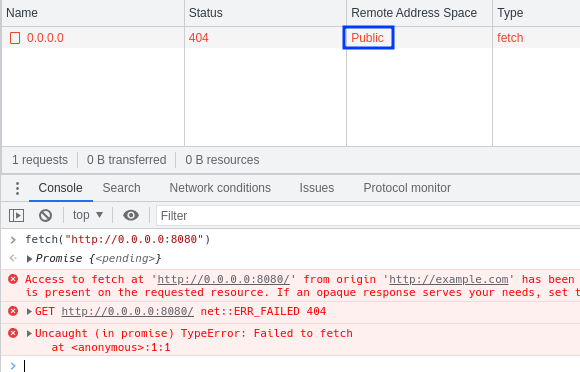 Name Status Remote Address Space Type
0.0.0.0 404 Public fetch
1 requests 0 B transferred 0 B resources
Console Search Network conditions Issues Protocol monitor
top Filter
fetch("http://0.0.0.0:8080")
Promise {<pending>}
Access to fetch at 'http://0.0.0.0:8080/' from origin 'http://example.com' has been
is present on the requested resource. If an opaque response serves your needs, set t
GET http://0.0.0.0:8080/ net::ERR_FAILED 404
Uncaught (in promise) TypeError: Failed to fetch
at <anonymous>:1:1